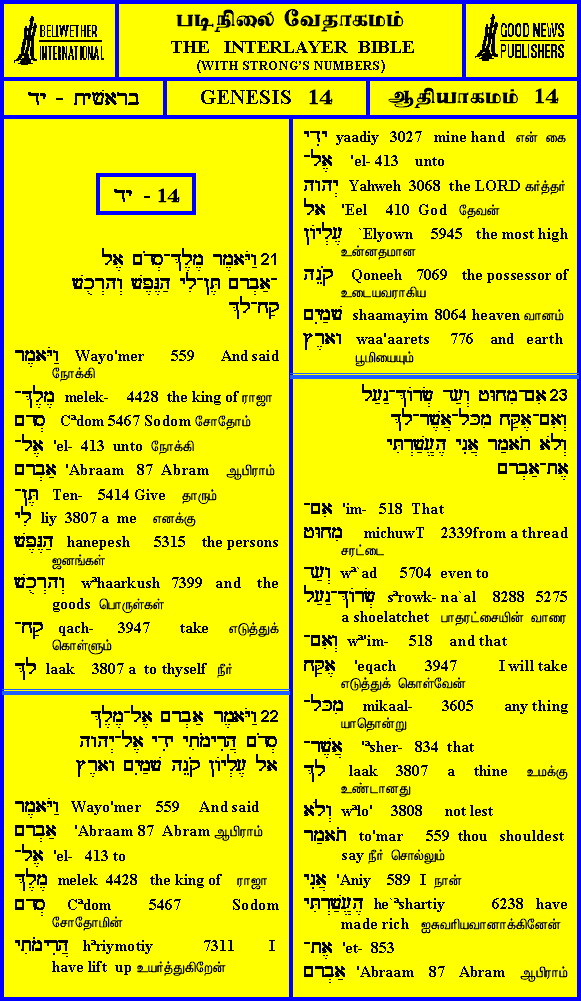 BELLWETHER
INTERNATIONAL
படிநிலை வேதாகமம்
THE INTERLAYER BIBLE
(WITH STRONG'S NUMBERS)
GOOD NEWS
PUBLISHERS
בראשית - יד
GENESIS 14
ஆதியாகமம் 14
יד - 14
21 וַיֹּאמֶר מֶלֶךְ־סְדֹם אֶל
־אַבְרָם תֶּן־לִי הַנֶּפֶשׁ וְהָרְכֻשׁ
קַח־לָךְ
וַיֹּאמֶר Wayo'mer 559 And said
நோக்கி
מֶלֶךְ־ melek- 4428 the king of ராஜா
סְדֹם Cªdom 5467 Sodom சோதோம்
אֶל־ 'el- 413 unto நோக்கி
אַבְרָם 'Abraam 87 Abram ஆபிராம்
תֶּן־ Ten- 5414 Give தாரும்
לִי liy 3807 a me எனக்கு
הַנֶּפֶשׁ hanepesh 5315 the persons
ஜனங்கள்
וְהָרְכֻשׁ wªhaarkush 7399 and the
goods பொருள்கள்
קַח־ qach- 3947 take எடுத்துக்
கொள்ளும்
לָךְ laak 3807 a to thyself நீர்
22 וַיֹּאמֶר אַבְרָם אֶל־מֶלֶךְ
סְדֹם הֲרִימֹתִי יָדִי אֶל־יְהוָה
אֵל עֶלְיוֹן קֹנֵה שָׁמַיִם וָאָרֶץ
וַיֹּאמֶר Wayo'mer 559 And said
אַבְרָם 'Abraam 87 Abram ஆபிராம்
אֶל־ 'el- 413 to
מֶלֶךְ melek 4428 the king of ராஜா
סְדֹם Cªdom 5467 Sodom
சோதோமின்
הֲרִימֹתִי hªriymotiy 7311 I
have lift up உயர்த்துகிறேன்
יָדִי yaadiy 3027 mine hand என் கை
אֶל־ 'el- 413 unto
יְהוָה Yahweh 3068 the LORD கர்த்தர்
אֵל 'Eel 410 God தேவன்
עֶלְיוֹן `Elyown 5945 the most high
உன்னதமான
קֹנֵה Qoneeh 7069 the possessor of
உடையவராகிய
שָׁמַיִם shaamayim 8064 heaven வானம்
וָאָרֶץ waa'aarets 776 and earth
பூமியையும்
23 אִם־מִחוּט וְעַד שְׂרוֹךְ־נַעַל
וְאִם־אֶקַּח מִכָּל־אֲשֶׁר־לָךְ
וְלֹא תֹאמַר אֲנִי הֶעֱשַׁרְתִּי
אֶת־אַבְרָם
אִם־ 'im- 518 That
מִחוּט michuwT 2339from a thread
சரட்டை
וְעַד wª`ad 5704 even to
שְׂרוֹךְ־נַעַל sªrowk- na`al 8288 5275
a shoelatchet பாதரட்சையின் வாரை
וְאִם־ wª'im- 518 and that
אֶקַּח 'eqach 3947 I will take
எடுத்துக் கொள்வேன்
מִכָּל־ mikaal- 3605 any thing
யாதொன்று
אֲשֶׁר־ 'ªsher- 834 that
לָךְ laak 3807 a thine உமக்கு
உண்டானது
וְלֹא wªlo' 3808 not lest
תֹאמַר to'mar 559 thou shouldest
say நீர் சொல்லும்
אֲנִי 'Aniy 589 I நான்
הֶעֱשַׁרְתִּי he`ªshartiy 6238 have
made rich ஐசுவரியவானாக்கினேன்
אֶת־ 'et- 853
אַבְרָם 'Abraam 87 Abram ஆபிராம்